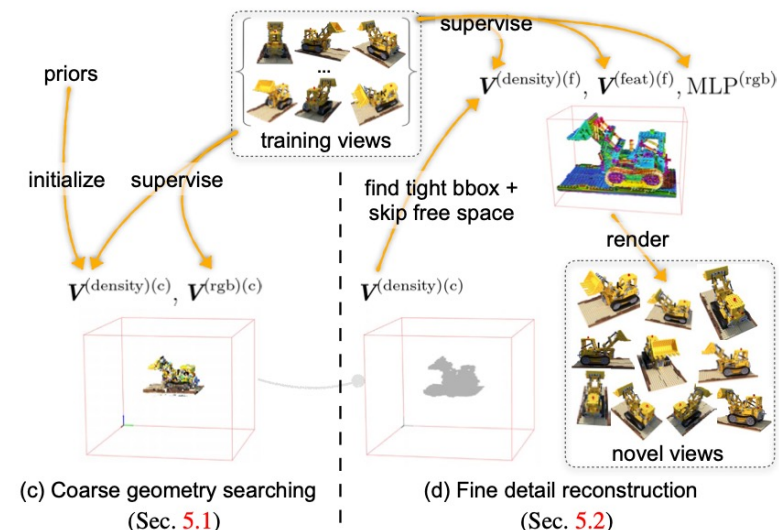 supervise
priors
...
training views
V(density)(f), V(feat)(f), MLP(rgb)
initialize
supervise
find tight bbox +
skip free space
render
V(density)(c), V(rgb)(c)
V(density)(c)
novel views
(c) Coarse geometry searching
(Sec. 5.1)
(d) Fine detail reconstruction
(Sec. 5.2)